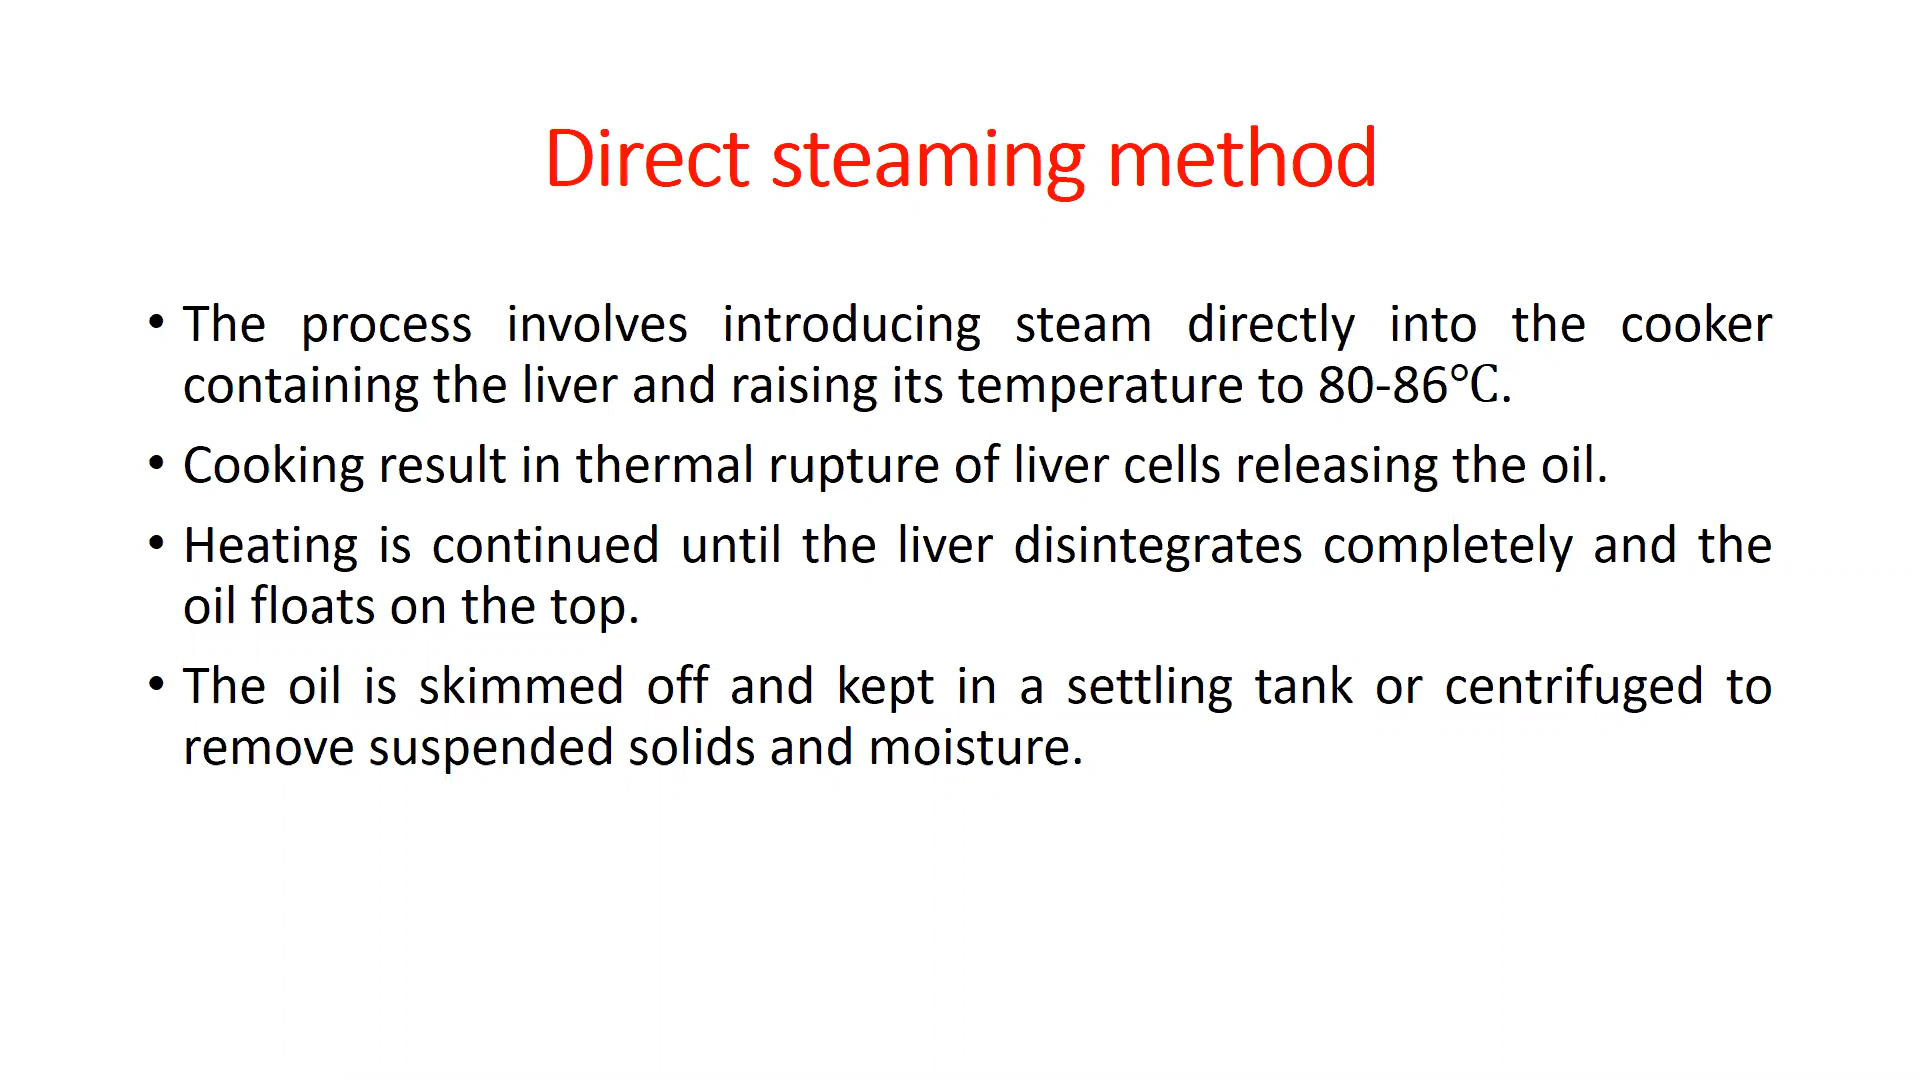 Direct steaming method
• The process involves introducing steam directly into the cooker
containing the liver and raising its temperature to 80-86℃.
• Cooking result in thermal rupture of liver cells releasing the oil.
• Heating is continued until the liver disintegrates completely and the
oil floats on the top.
• The oil is skimmed off and kept in a settling tank or centrifuged to
remove suspended solids and moisture.